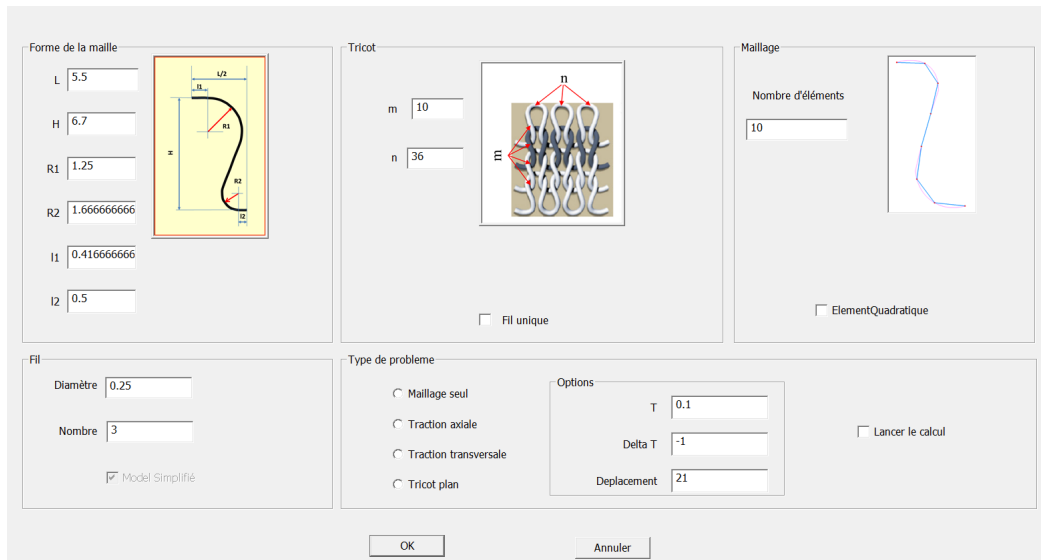 Forme de la maille
L 5.5
H 6.7
R1 1.25
R2 1.666666666
l1 0.416666666
l2 0.5
L/2
l1
R1
H
R2
l2
Tricot
m 10
n 36
n
m
Fil unique
Maillage
Nombre d'éléments
10
ElementQuadratique
Fil
Diamètre 0.25
Nombre 3
Model Simplifié
Type de probleme
Maillage seul
Traction axiale
Traction transversale
Tricot plan
Options
T 0.1
Delta T -1
Deplacement 21
Lancer le calcul
OK
Annuler